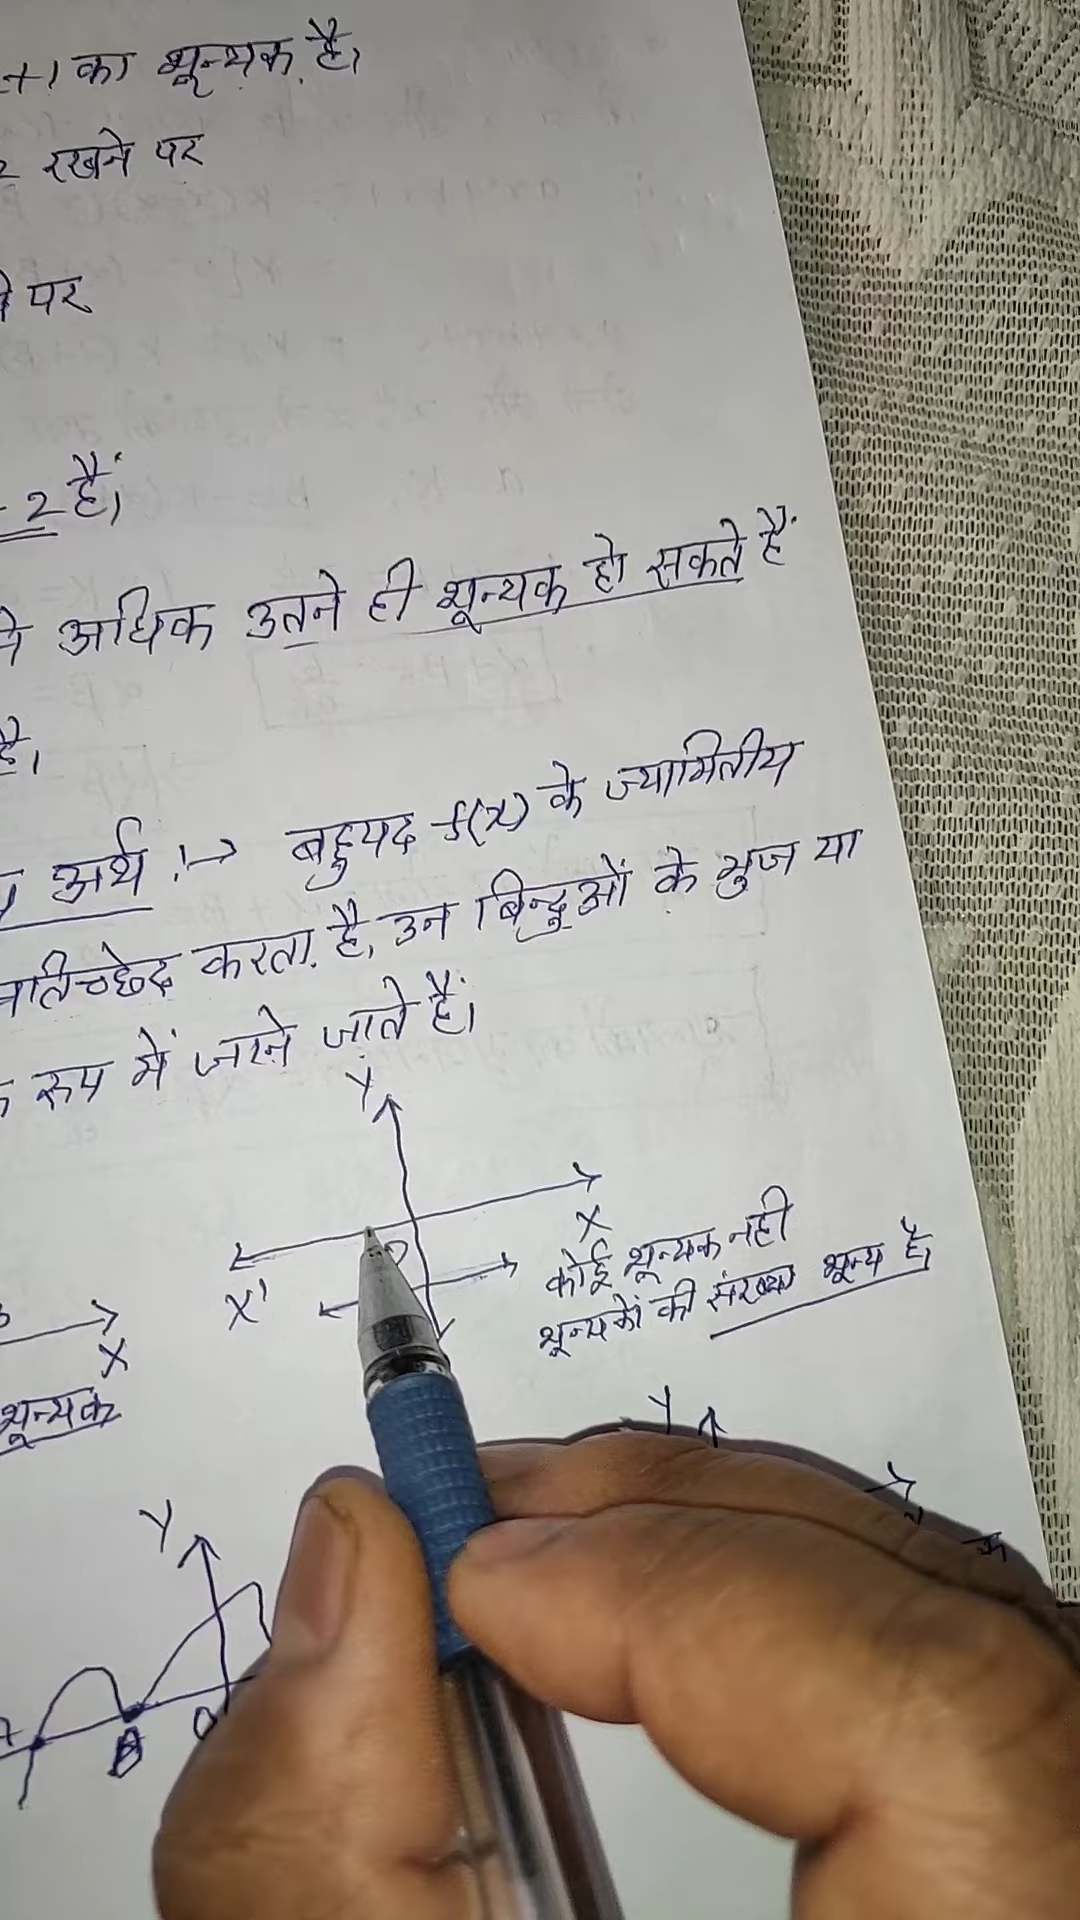 +1 का शून्यक है।
2 रखने पर
पर
-2 हैं।
अधिक उतने ही शून्यक हो सकते हैं
है।
अर्थ :→ बहुपद f(x) के ज्यामितीय
करता है, उन बिन्दुओं के भुज या
रूप में जाने जाते हैं।
Y
X
X'
O
कोई शून्यक नही
शून्यकों की संख्या शून्य है।
X
शून्यक
Y
Y
B
O